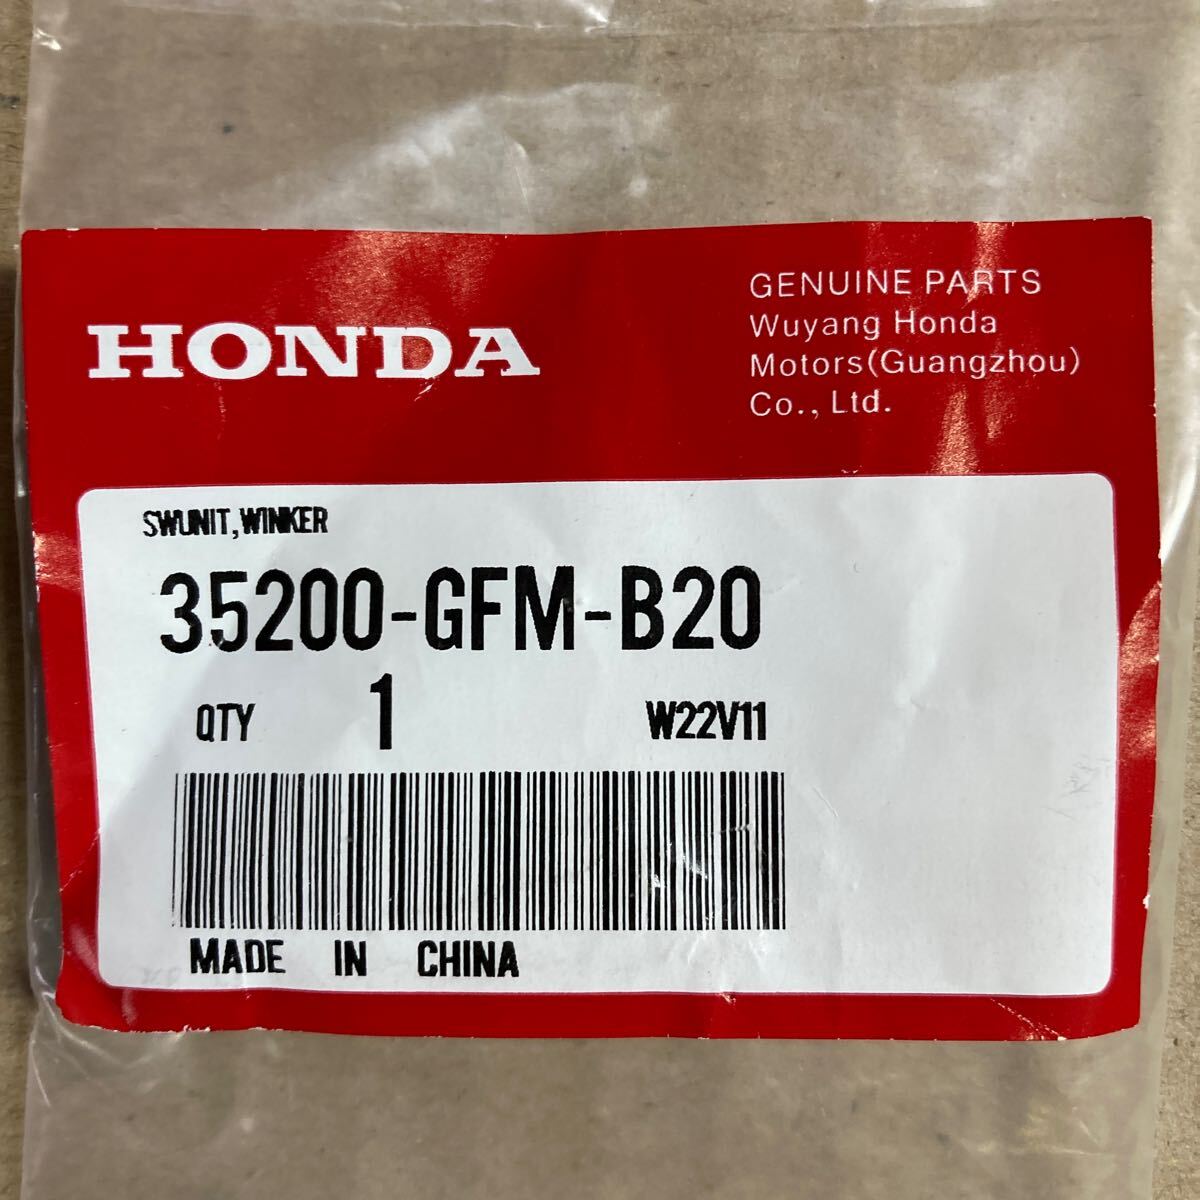 HONDA
GENUINE PARTS
Wuyang Honda
Motors(Guangzhou)
Co., Ltd.
SWUNIT,WINKER
35200-GFM-B20
QTY 1 W22V11
MADE IN CHINA